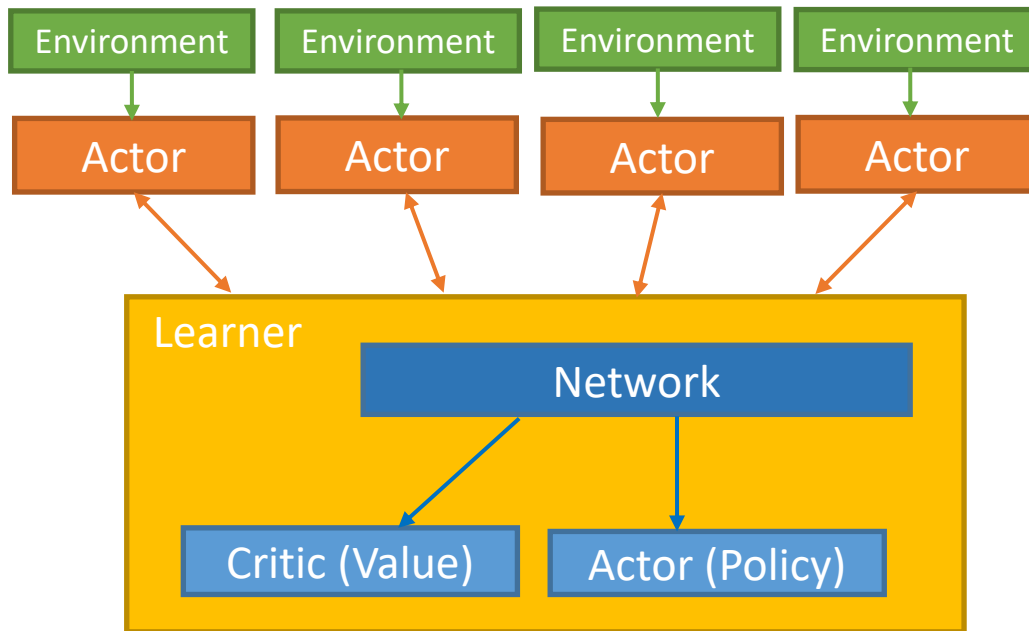 Environment
Environment
Environment
Environment
Actor
Actor
Actor
Actor
Learner
Network
Critic (Value)
Actor (Policy)